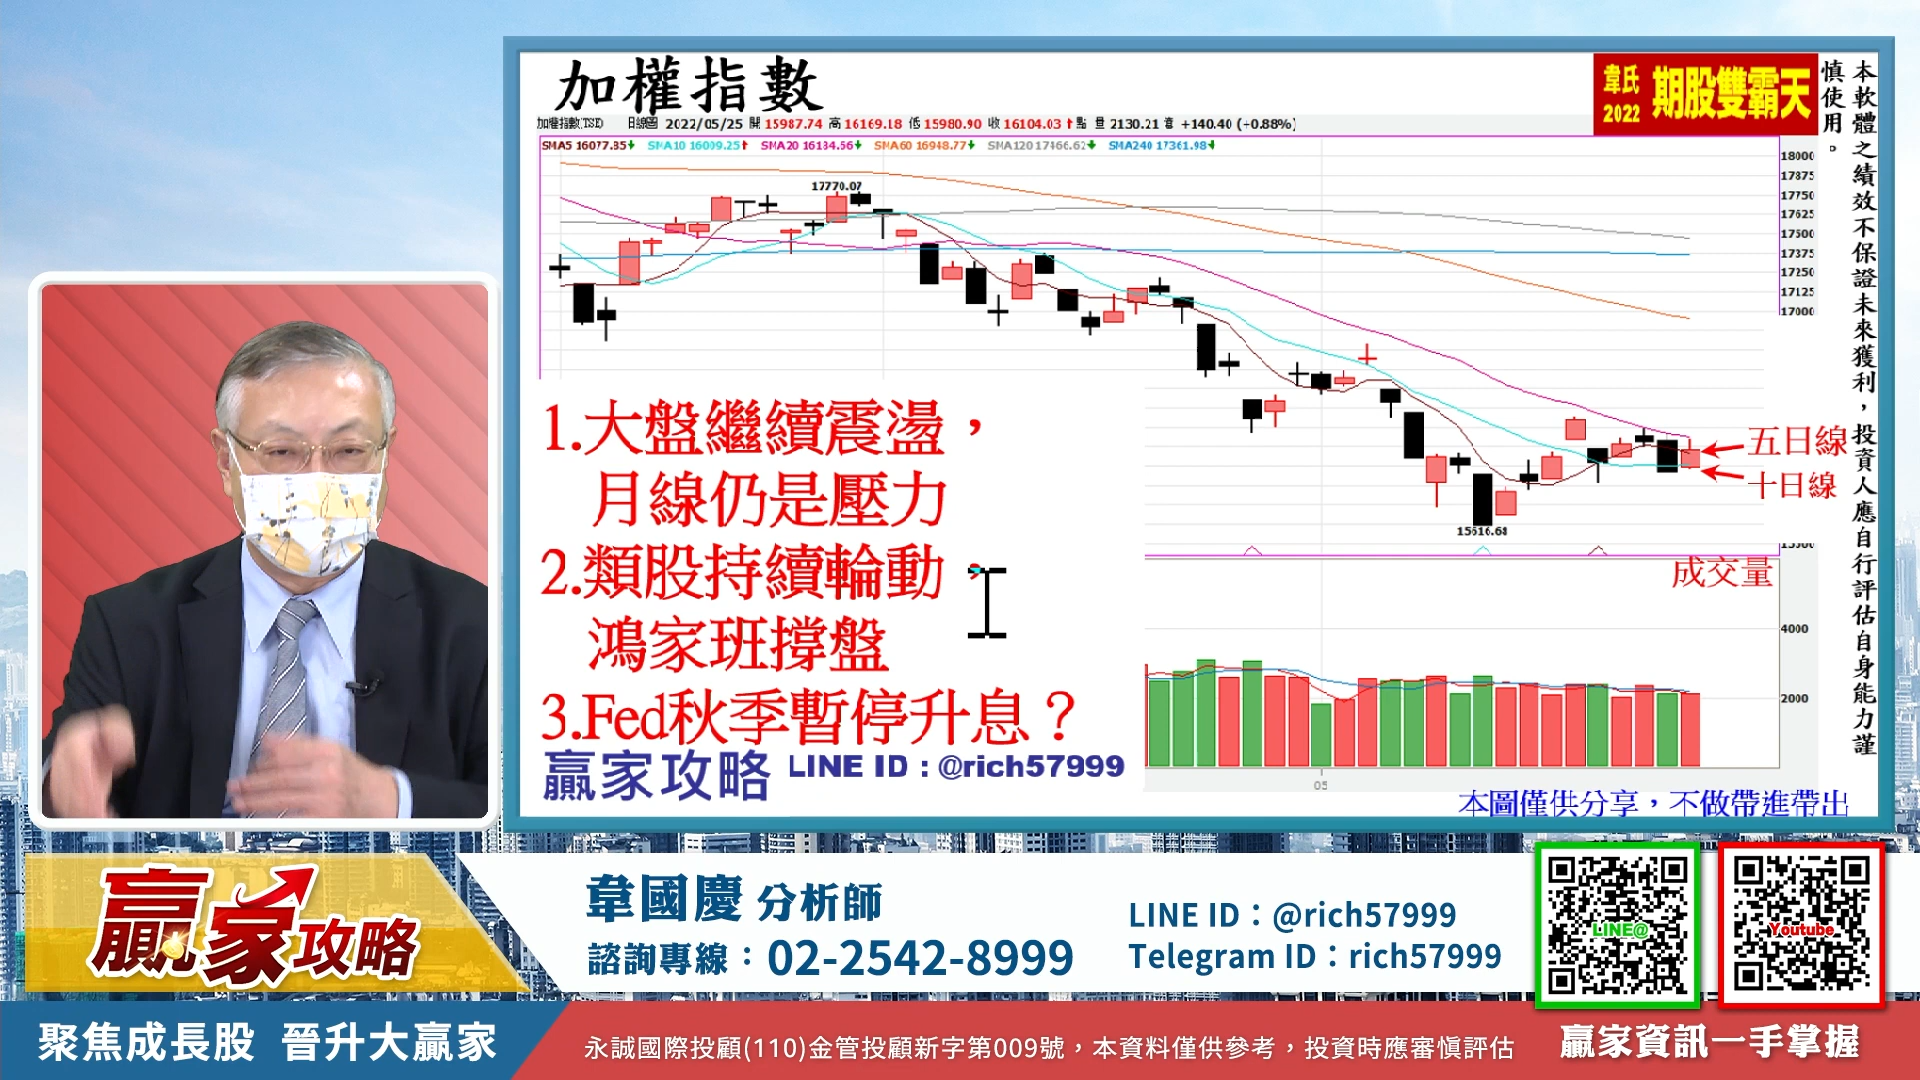 加權指數
韋氏
2022
期股雙霸天
本軟體之績效不保證未來獲利，投資人應自行評估自身能力謹
慎使用。
加權指數(TSE) 日線圖 2022/05/25 開 15987.74 高 16169.18 低 15980.90 收 16104.03 點 量 2130.21 億 +140.40 (+0.88%)
SMA5 16077.85 SMA10 16009.25 SMA20 16184.56 SMA60 16948.77 SMA120 17466.62 SMA240 17361.98
17770.07
18000
17875
17750
17625
17500
17375
17250
17125
17000
1.大盤繼續震盪，
月線仍是壓力
2.類股持續輪動，
鴻家班撐盤
3.Fed秋季暫停升息？
五日線
十日線
15616.68
成交量
4000
2000
05
贏家攻略 LINE ID：@rich57999
本圖僅供分享，不做帶進帶出
贏家攻略
韋國慶 分析師
諮詢專線：02-2542-8999
LINE ID：@rich57999
Telegram ID：rich57999
LINE@
Youtube
聚焦成長股 晉升大贏家
永誠國際投顧(110)金管投顧新字第009號，本資料僅供參考，投資時應審慎評估
贏家資訊一手掌握